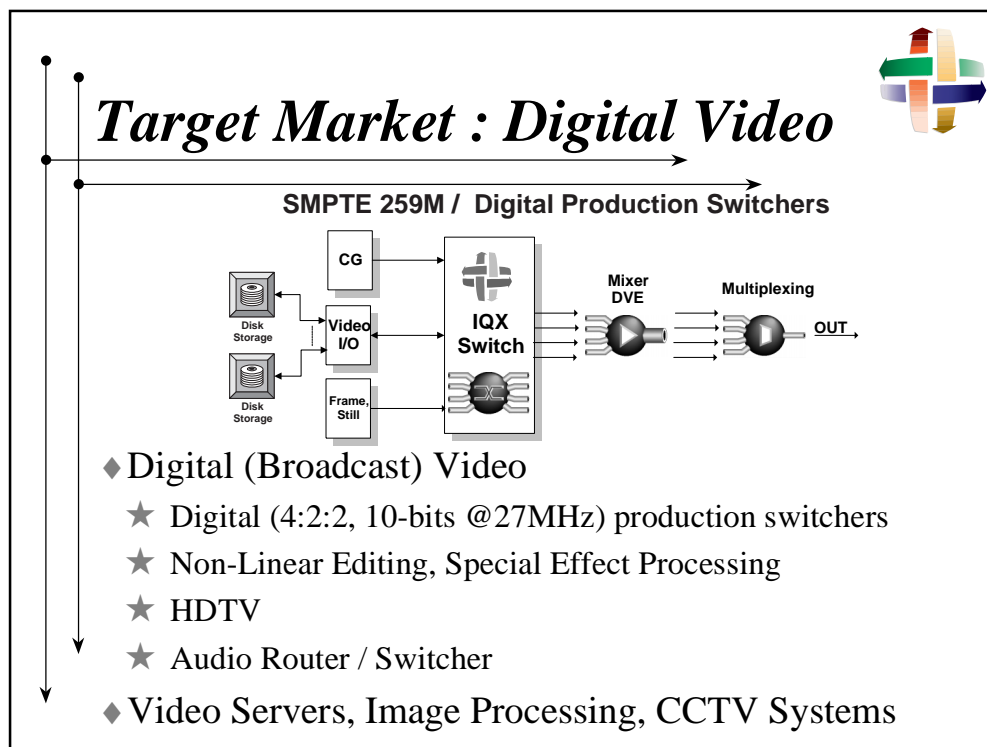 Target Market : Digital Video
SMPTE 259M /  Digital Production Switchers
CG
Disk
Storage
Video
I/O
Disk
Storage
Frame,
Still
IQX
Switch
Mixer
DVE
Multiplexing
OUT
Digital (Broadcast) Video
Digital (4:2:2, 10-bits @27MHz) production switchers
Non-Linear Editing, Special Effect Processing
HDTV
Audio Router / Switcher
Video Servers, Image Processing, CCTV Systems